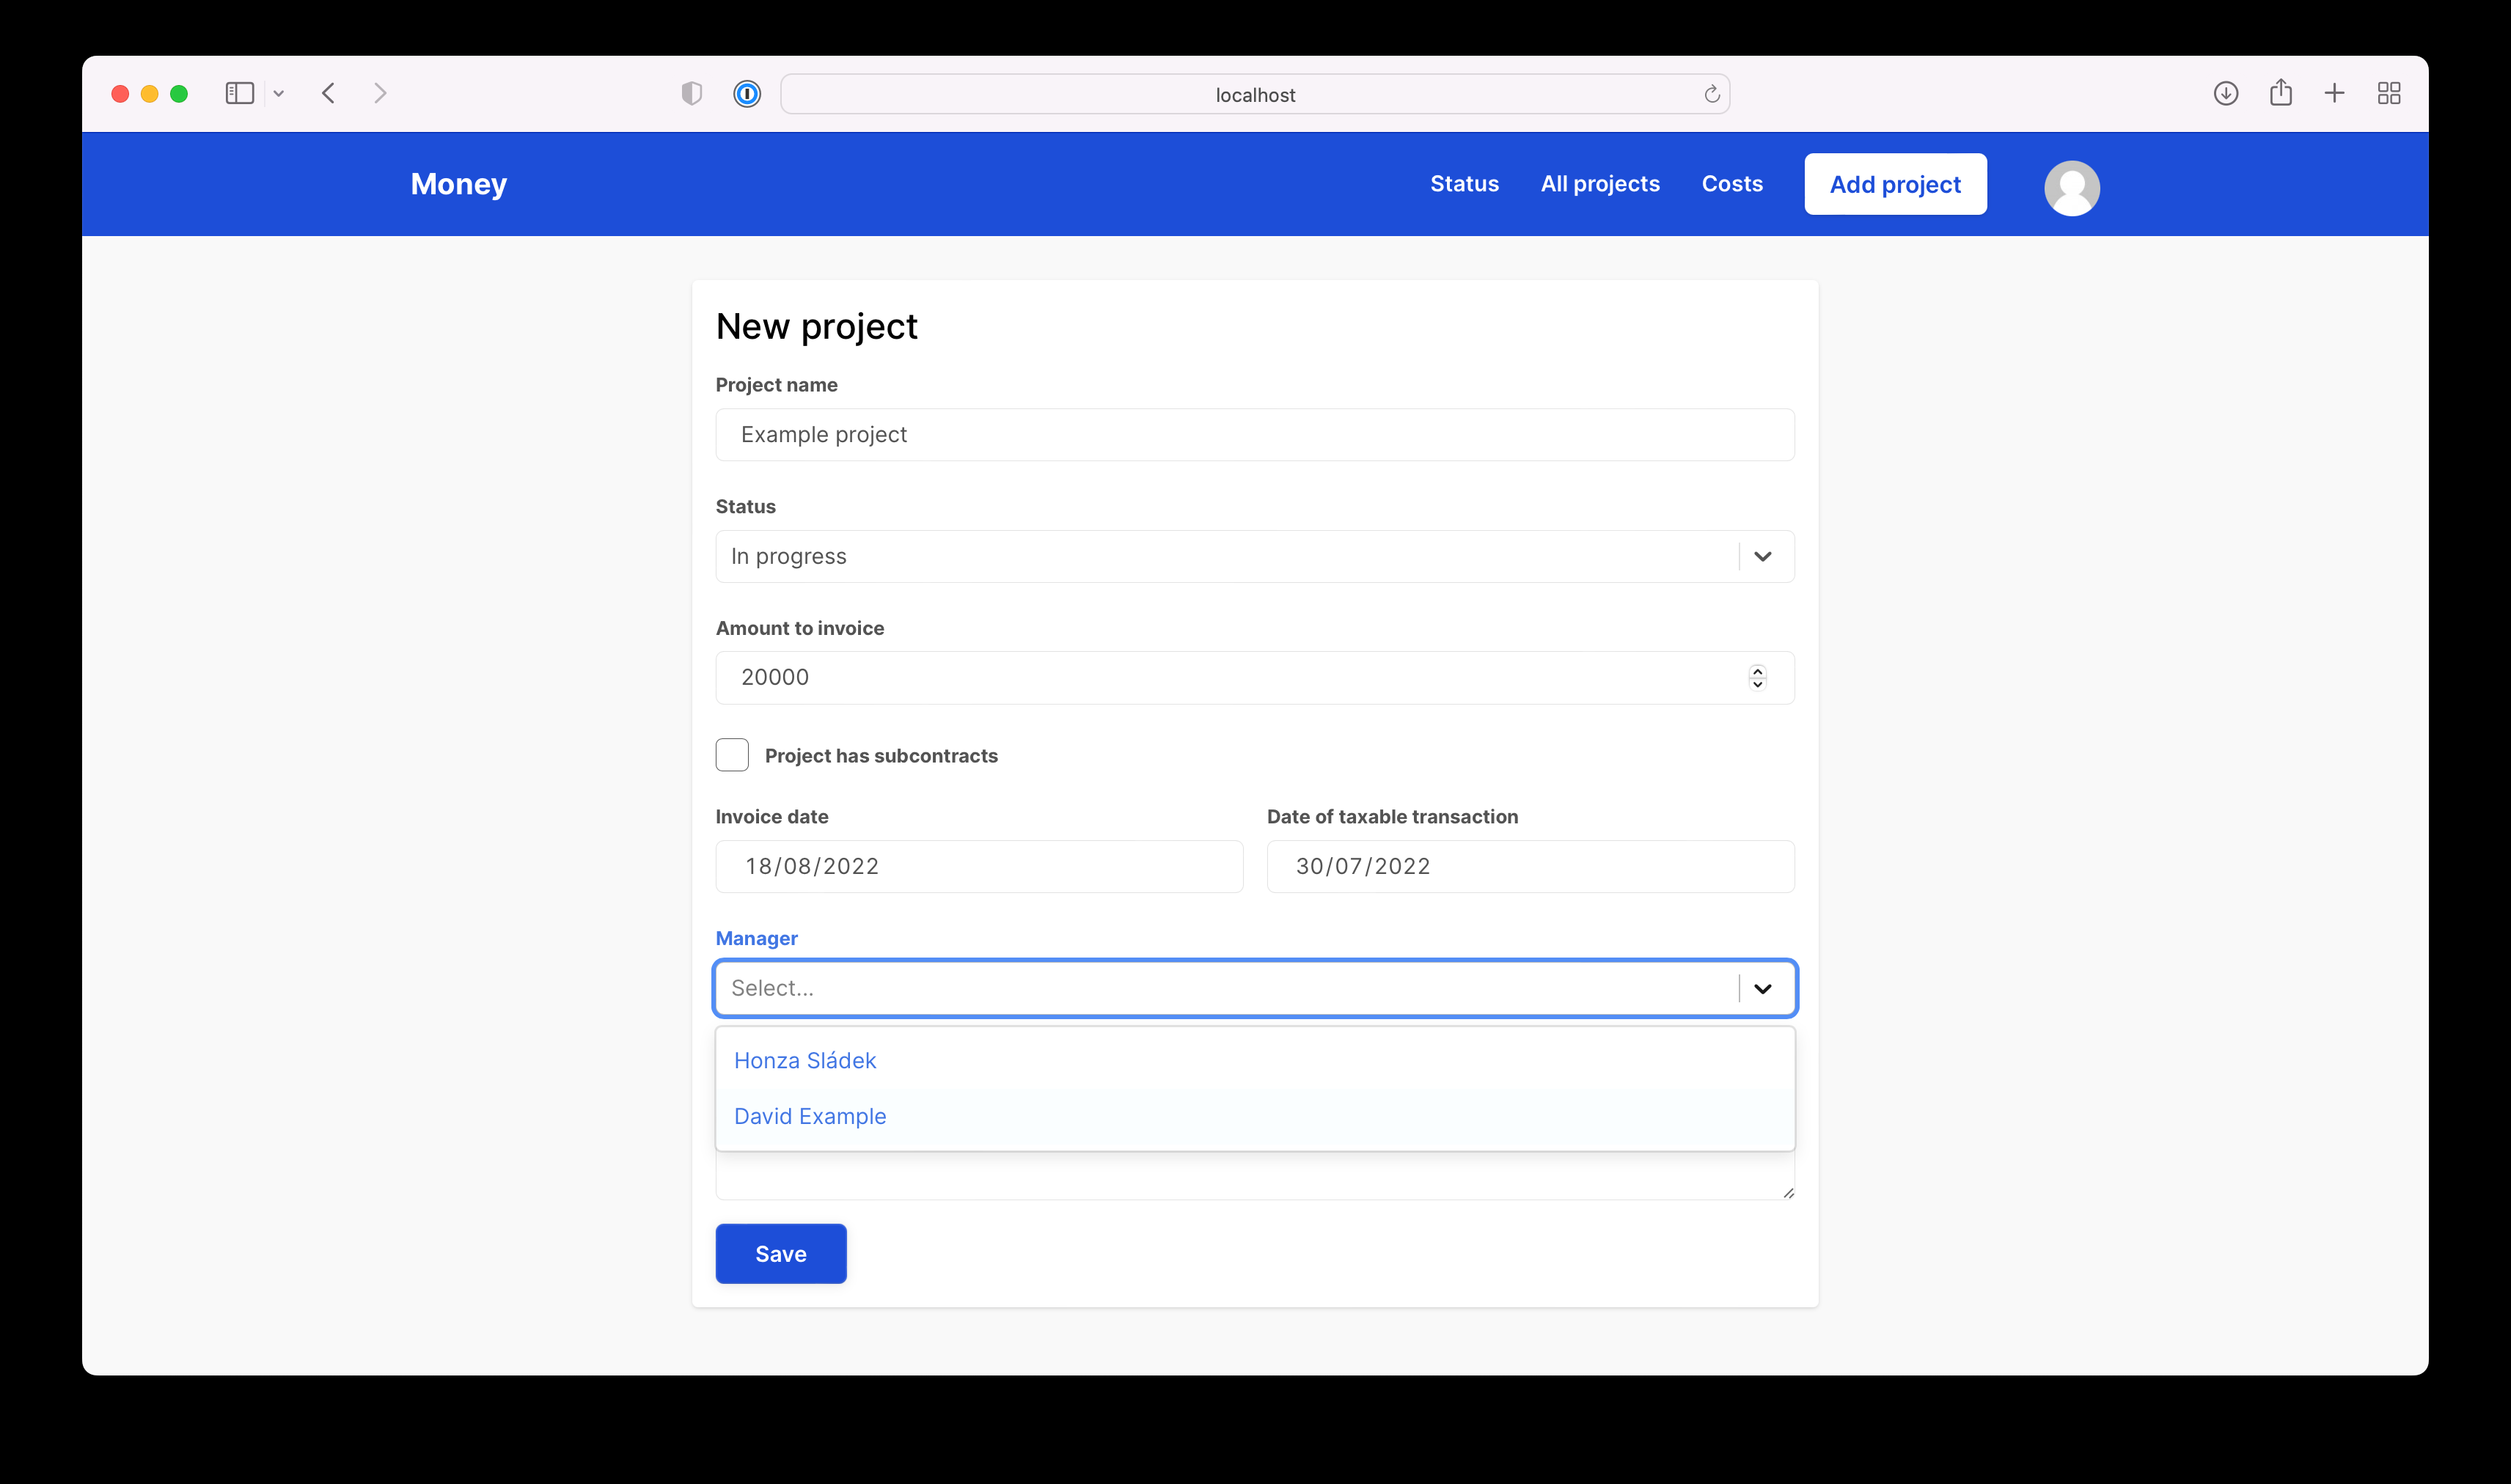 localhost
Money
Status
All projects
Costs
Add project
New project
Project name
Example project
Status
In progress
Amount to invoice
20000
Project has subcontracts
Invoice date
Date of taxable transaction
18/08/2022
30/07/2022
Manager
Select...
Honza Sládek
David Example
Save